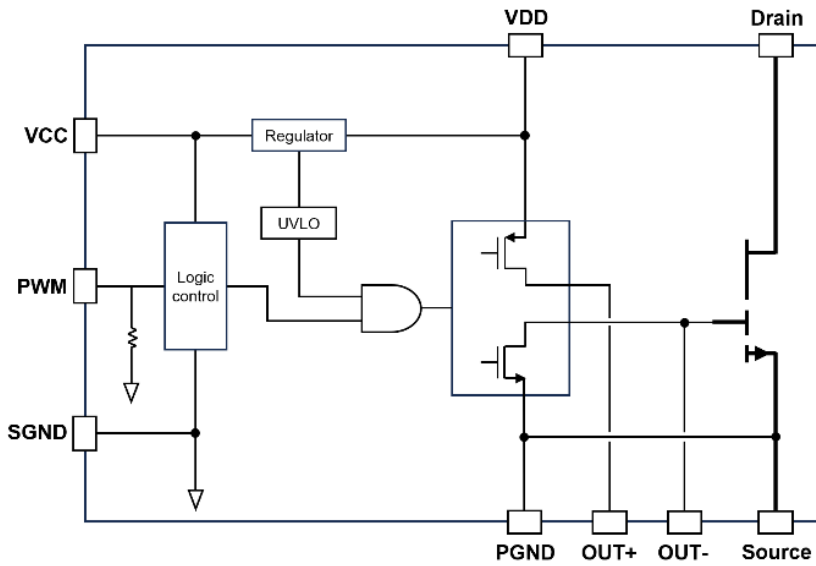 VDD
Drain
VCC
Regulator
UVLO
PWM
Logic
control
SGND
PGND
OUT+
OUT-
Source